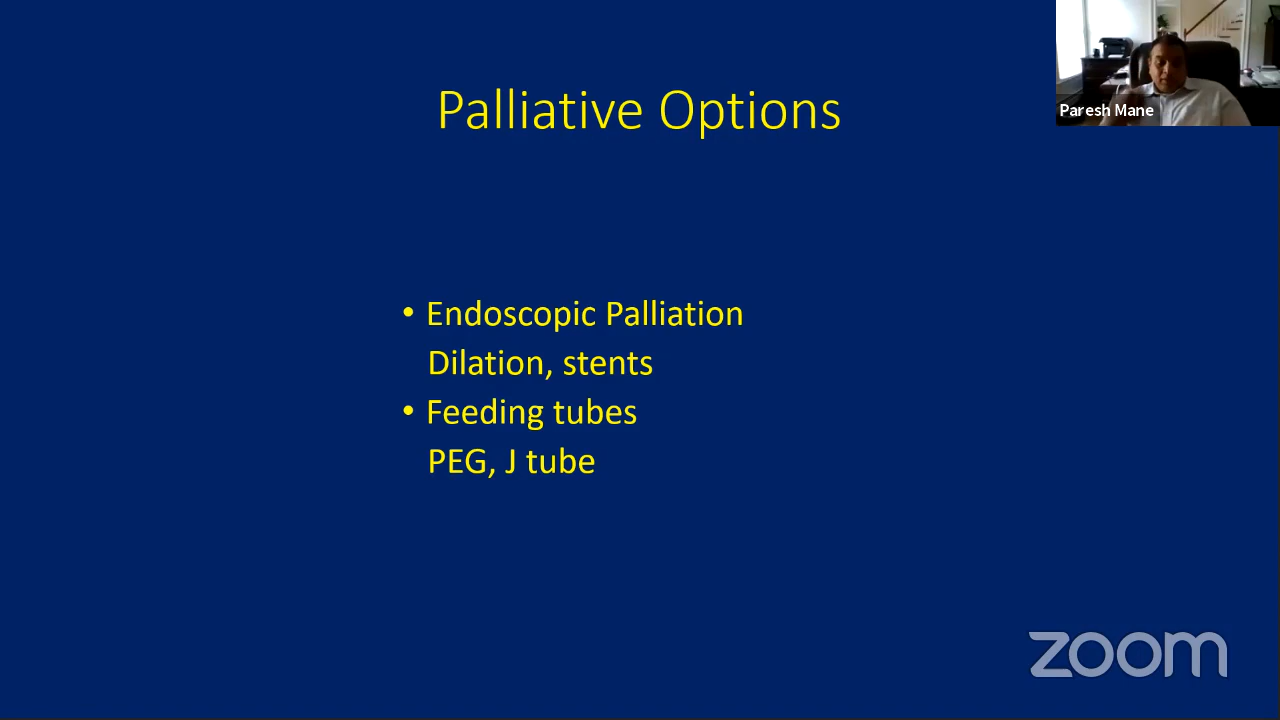 Palliative Options
Paresh Mane
• Endoscopic Palliation
Dilation, stents
• Feeding tubes
PEG, J tube
zoom